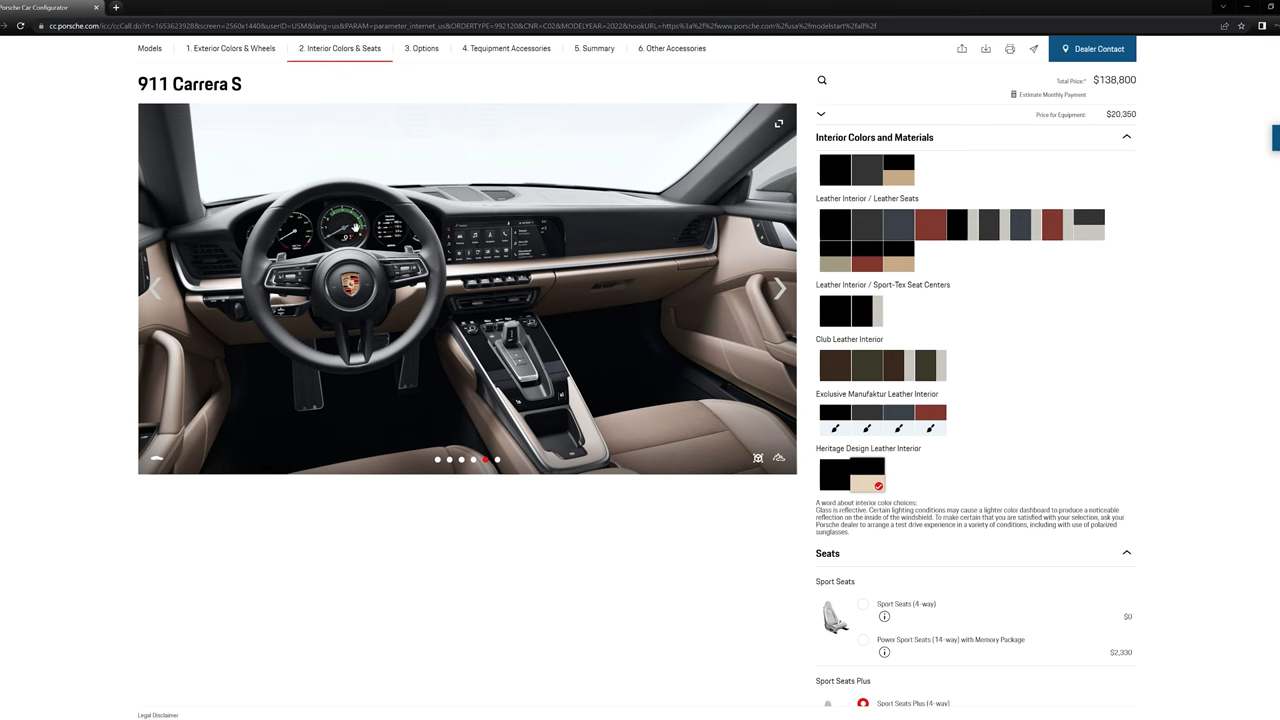 Porsche Car Configurator
cc.porsche.com/icc/ccCall.do?rt=1653623928&screen=2560x1440&userID=USM&lang=us&PARAM=parameter_internet_us&ORDERTYPE=992120&CNR=C02&MODELYEAR=2022&hookURL=https%3a%2f%2fwww.porsche.com%2fusa%2fmodelstart%2fall%2f
Models
1. Exterior Colors & Wheels
2. Interior Colors & Seats
3. Options
4. Tequipment Accessories
5. Summary
6. Other Accessories
Dealer Contact
911 Carrera S
Total Price:* $138,800
Estimate Monthly Payment
Price for Equipment: $20,350
Interior Colors and Materials
Leather Interior / Leather Seats
Leather Interior / Sport-Tex Seat Centers
Club Leather Interior
Exclusive Manufaktur Leather Interior
Heritage Design Leather Interior
A word about interior color choices:
Glass is reflective. Certain lighting conditions may cause a lighter color dashboard to produce a noticeable
reflection on the inside of the windshield. To make certain that you are satisfied with your selection, ask your
Porsche dealer to arrange a test drive experience in a variety of conditions, including with use of polarized
sunglasses.
Seats
Sport Seats
Sport Seats (4-way)
$0
Power Sport Seats (14-way) with Memory Package
$2,330
Sport Seats Plus
Sport Seats Plus (4-way)
Legal Disclaimer